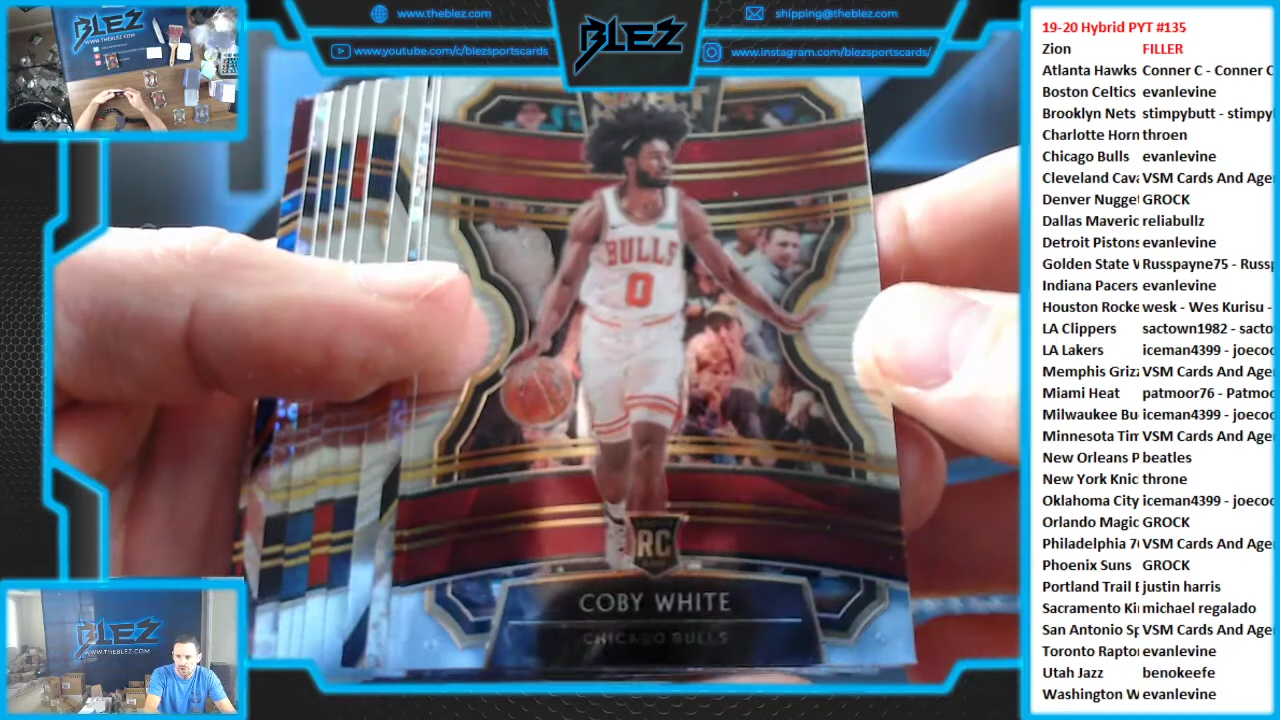 BLEZ
WWW.THEBLEZ.COM
www.theblez.com
www.youtube.com/c/blezsportscards
BLEZ
shipping@theblez.com
www.instagram.com/blezsportscards/
BULLS
0
RC
COBY WHITE
CHICAGO BULLS
BLEZ
WWW.THEBLEZ.COM
19-20 Hybrid PYT #135
Zion FILLER
Atlanta Hawks Conner C - Conner C
Boston Celtics evanlevine
Brooklyn Nets stimpybutt - stimpy
Charlotte Horn throen
Chicago Bulls evanlevine
Cleveland Cava VSM Cards And Age
Denver Nugget GROCK
Dallas Maveric reliabullz
Detroit Pistons evanlevine
Golden State Russpayne75 - Russp
Indiana Pacers evanlevine
Houston Rocke wesk - Wes Kurisu -
LA Clippers sactown1982 - sacto
LA Lakers iceman4399 - joecoo
Memphis Griz VSM Cards And Age
Miami Heat patmoor76 - Patmoo
Milwaukee Bu iceman4399 - joecoo
Minnesota Tim VSM Cards And Age
New Orleans P beatles
New York Knic throne
Oklahoma City iceman4399 - joecoo
Orlando Magic GROCK
Philadelphia 7 VSM Cards And Age
Phoenix Suns GROCK
Portland Trail justin harris
Sacramento Ki michael regalado
San Antonio Sp VSM Cards And Age
Toronto Rapto evanlevine
Utah Jazz benokeefe
Washington W evanlevine